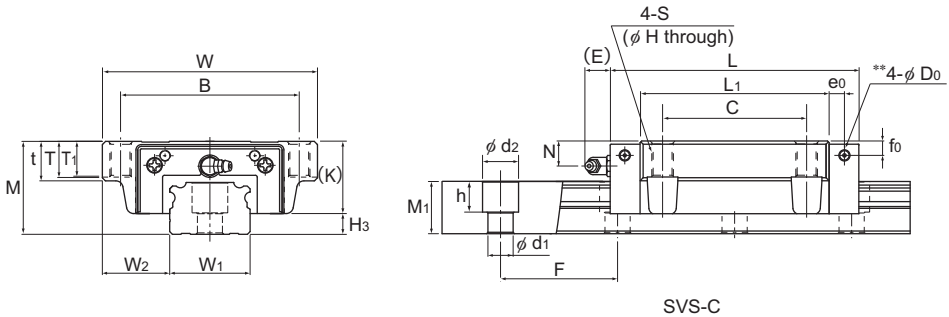 W
B
t
T
T1
(K)
M
H3
W2
W1
4-S
(φ H through)
(E)
L
L1
e0
**4-φ D0
C
N
f0
φ d2
h
M1
φ d1
F
SVS-C